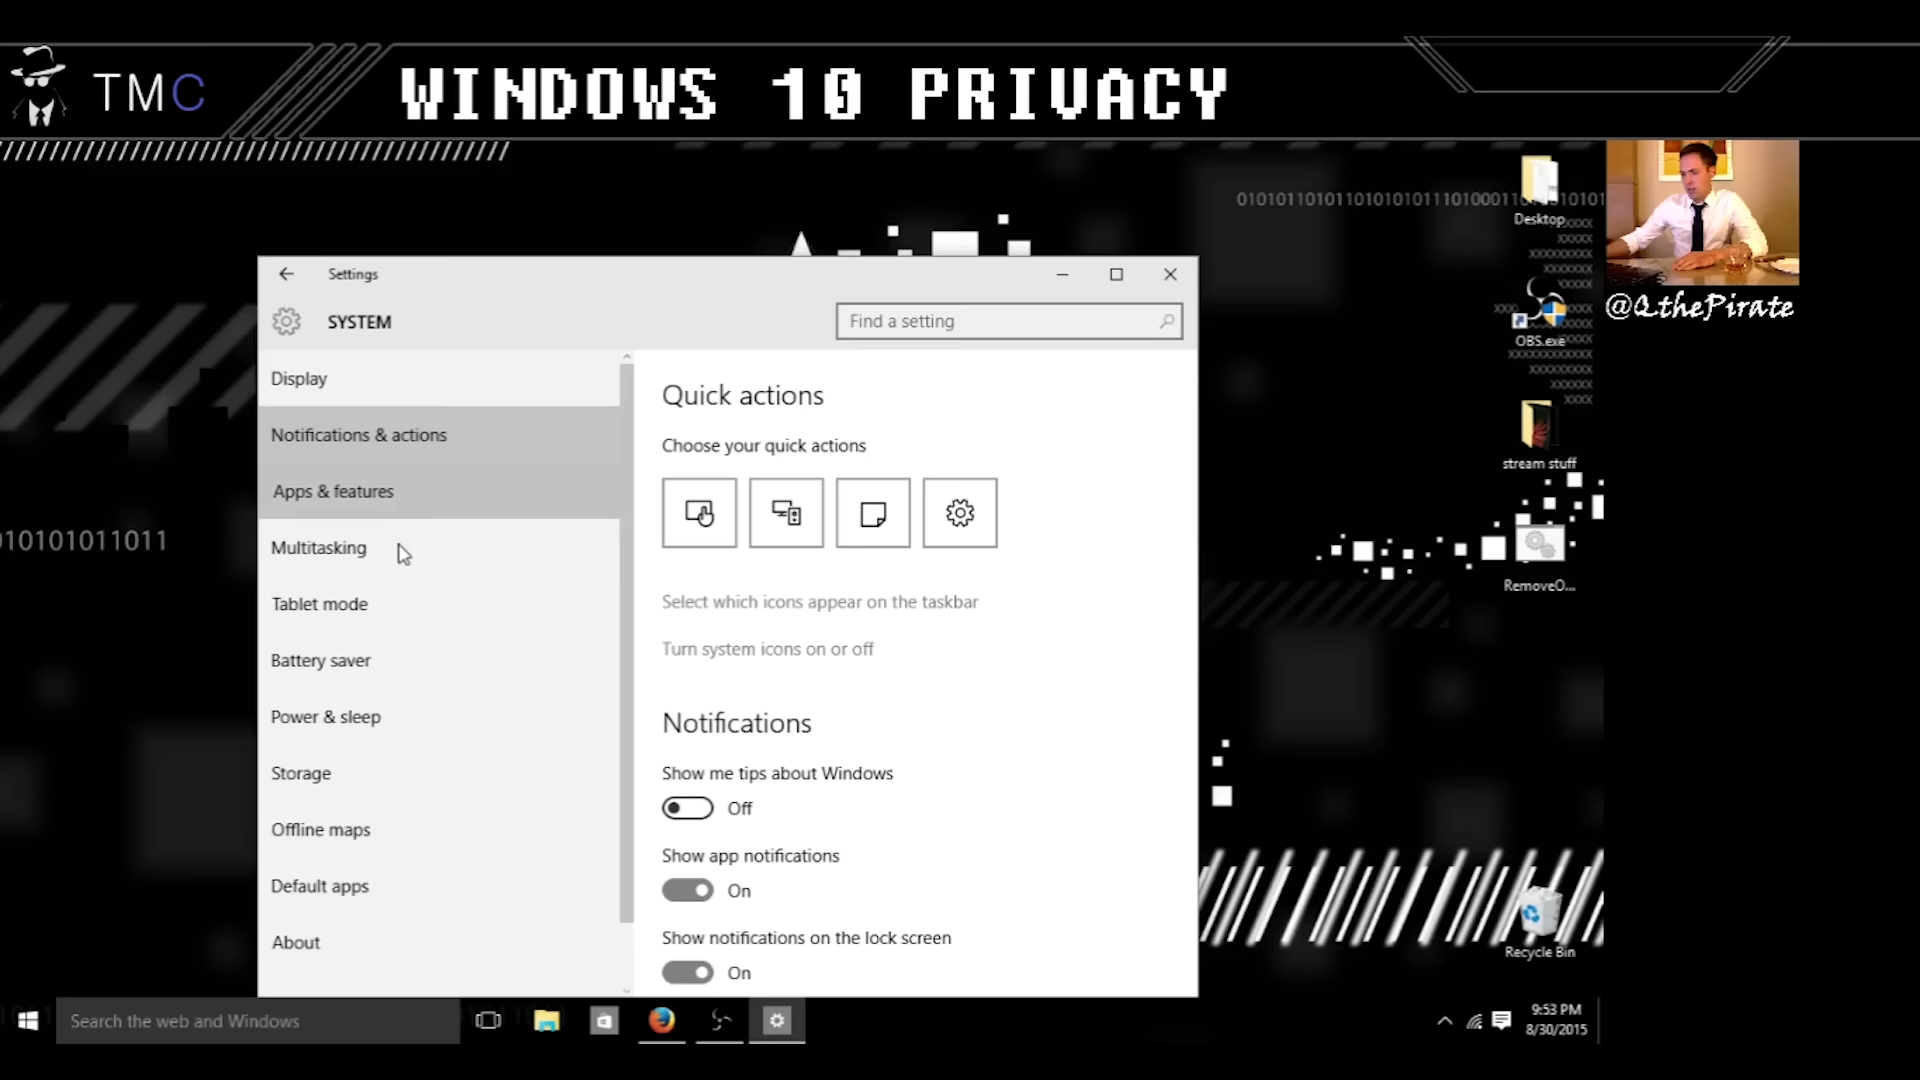 TMC
WINDOWS 10 PRIVACY
Desktop
@QthePirate
Settings
SYSTEM
Find a setting
OBS.exe
Display
Quick actions
Notifications & actions
Choose your quick actions
stream stuff
Apps & features
10101011011
Multitasking
RemoveO...
Tablet mode
Select which icons appear on the taskbar
Turn system icons on or off
Battery saver
Power & sleep
Notifications
Storage
Show me tips about Windows
Off
Offline maps
Show app notifications
Default apps
On
About
Show notifications on the lock screen
On
Recycle Bin
Search the web and Windows
9:53 PM
8/30/2015